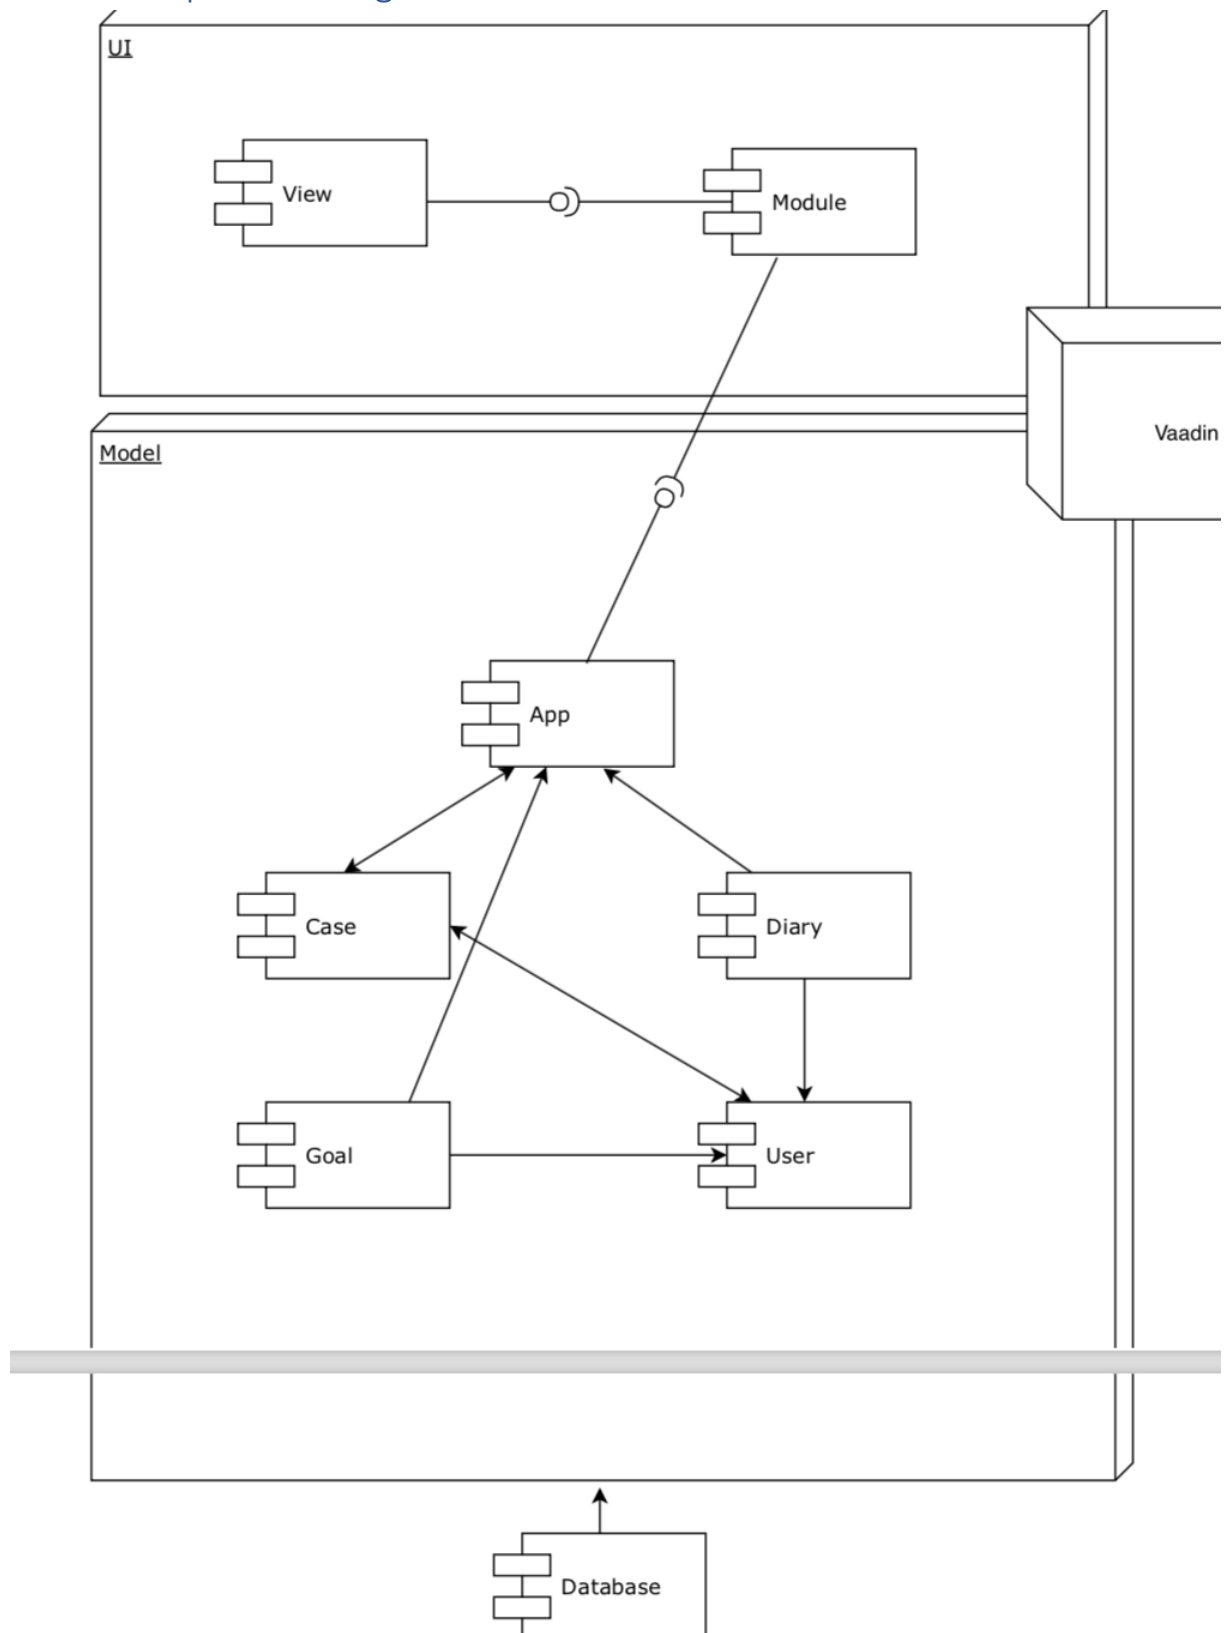 UI
View
Module
Vaadin
Model
App
Case
Diary
Goal
User
Database